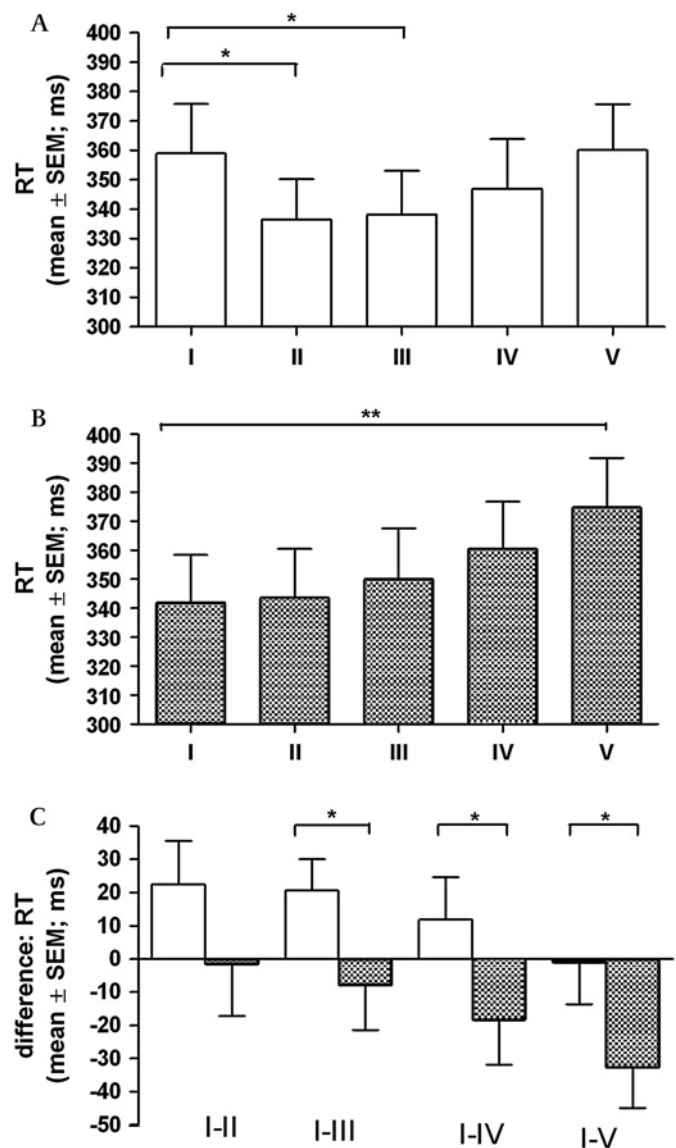 A
*
*
400
390
380
370
360
350
340
330
320
310
300
RT
(mean ± SEM; ms)
I II III IV V
B
**
400
390
380
370
360
350
340
330
320
310
300
RT
(mean ± SEM; ms)
I II III IV V
C
* * *
40
30
20
10
0
-10
-20
-30
-40
-50
difference: RT
(mean ± SEM; ms)
I-II I-III I-IV I-V